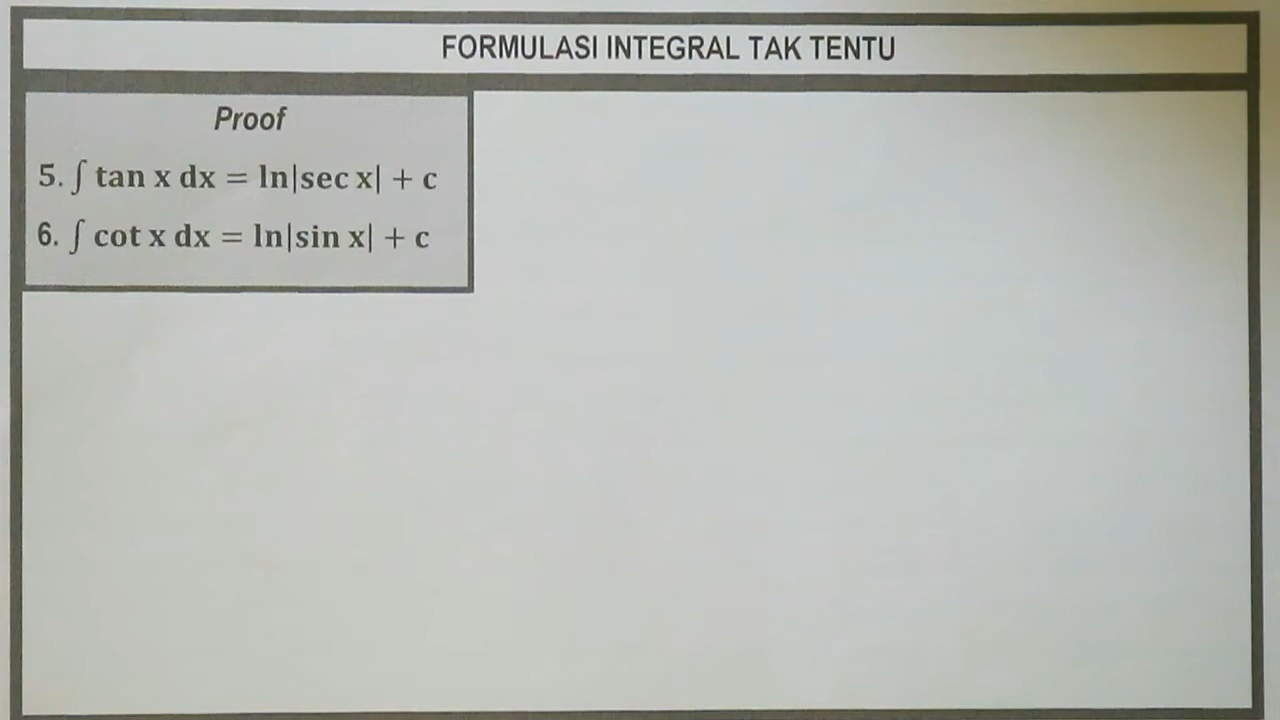 FORMULASI INTEGRAL TAK TENTU
Proof
5. ∫ tan x dx = ln|sec x| + c
6. ∫ cot x dx = ln|sin x| + c